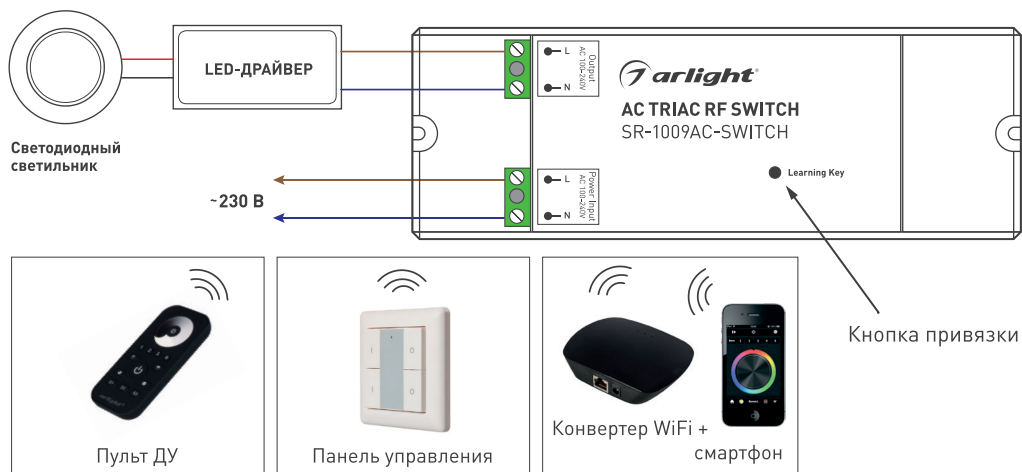 LED-ДРАЙВЕР
Светодиодный
светильник
~230 В
L
N
Output
AC 100-240V
L
N
Power Input
AC 100-240V
arlight®
AC TRIAC RF SWITCH
SR-1009AC-SWITCH
Learning Key
Кнопка привязки
Пульт ДУ
Панель управления
Конвертер WiFi +
смартфон